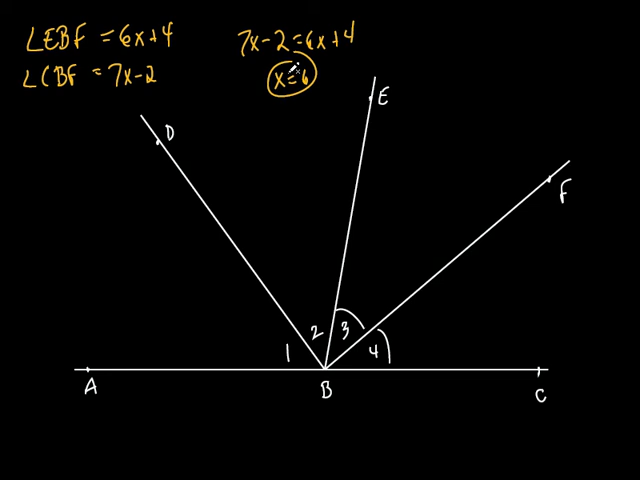 ∠EBF = 6x+4
∠CBF = 7x-2
7x-2=6x+4
x=6
D
E
F
2
3
1
4
A
B
C